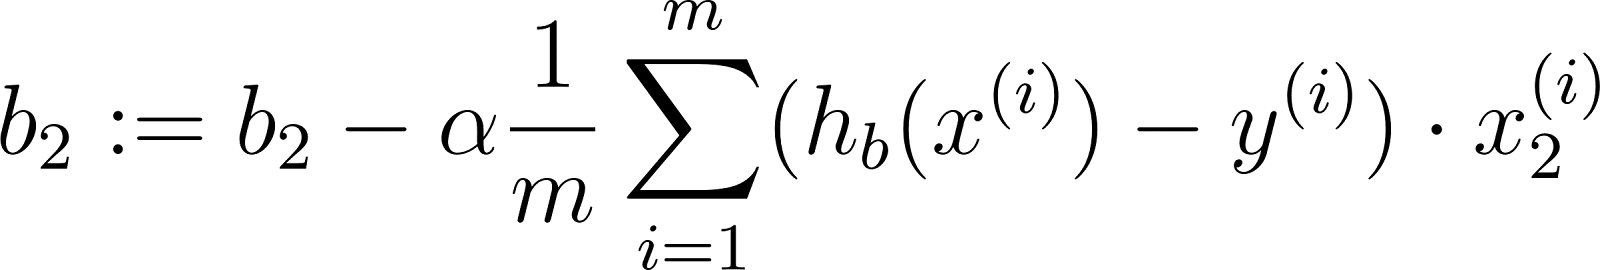 b_2 := b_2 - \alpha \frac{1}{m} \sum_{i=1}^{m} (h_b(x^{(i)}) - y^{(i)}) \cdot x_2^{(i)}